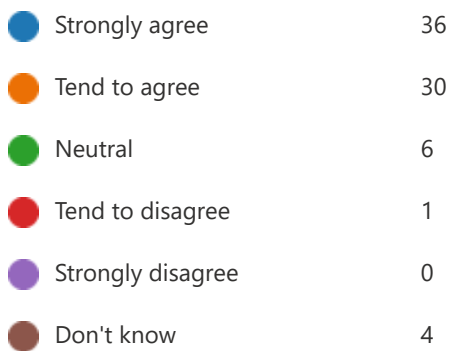 Strongly agree 36
Tend to agree 30
Neutral 6
Tend to disagree 1
Strongly disagree 0
Don't know 4